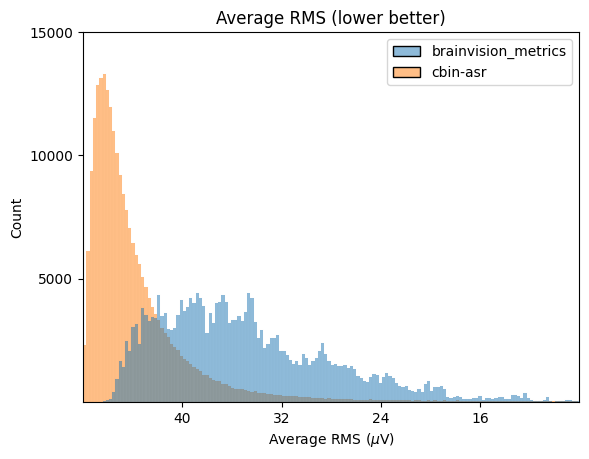 Average RMS (lower better)
15000
brainvision_metrics
cbin-asr
10000
Count
5000
40 32 24 16
Average RMS (μV)